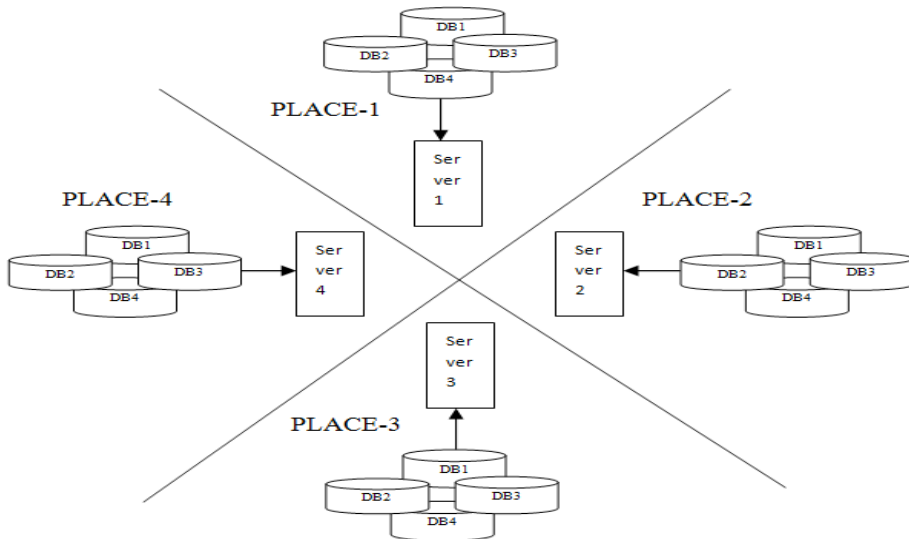 DB1
DB2
DB3
DB4
PLACE-1
Ser
ver
1
PLACE-4
DB1
DB2
DB3
DB4
Ser
ver
4
PLACE-2
Ser
ver
2
DB1
DB2
DB3
DB4
Ser
ver
3
PLACE-3
DB1
DB2
DB3
DB4